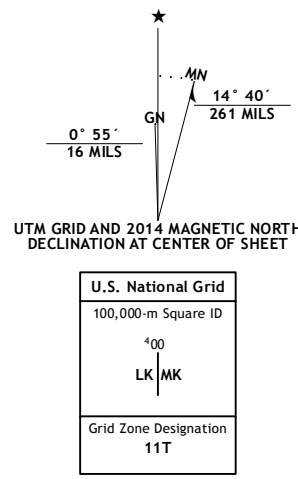 ★
MN
GN
14° 40´
261 MILS
0° 55´
16 MILS
UTM GRID AND 2014 MAGNETIC NORTH
DECLINATION AT CENTER OF SHEET
U.S. National Grid
100,000-m Square ID
⁴00
LK MK
Grid Zone Designation
11T